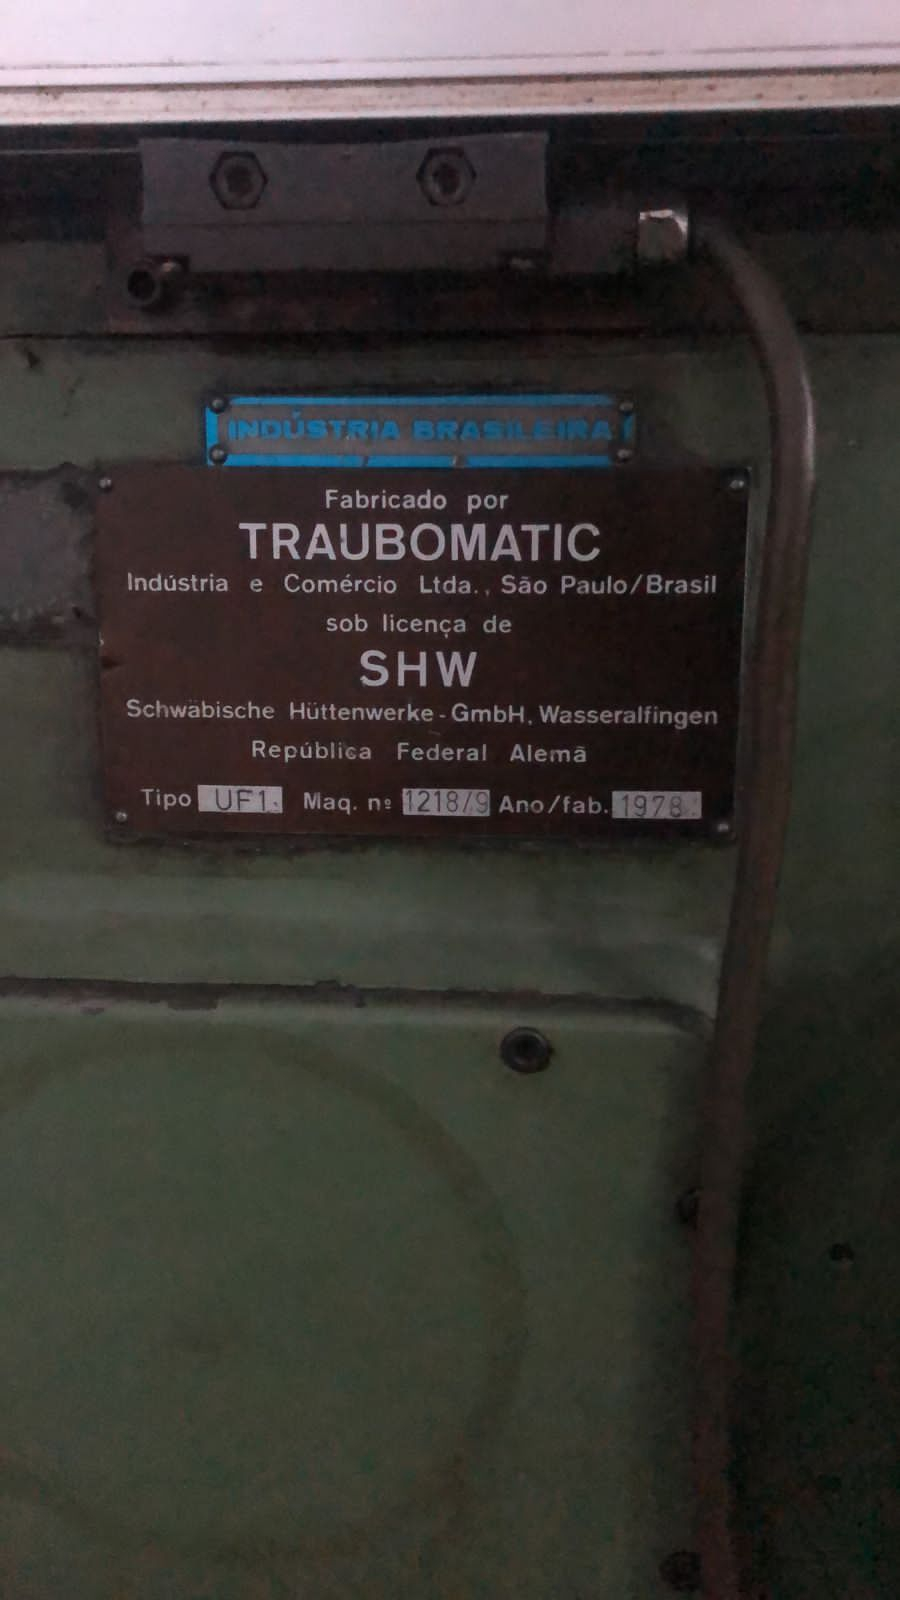 INDÚSTRIA BRASILEIRA
Fabricado por
TRAUBOMATIC
Indústria e Comércio Ltda., São Paulo/Brasil
sob licença de
SHW
Schwäbische Hüttenwerke-GmbH, Wasseralfingen
República Federal Alemã
Tipo UF1. Maq. nº 1218/9 Ano/fab. 1978.